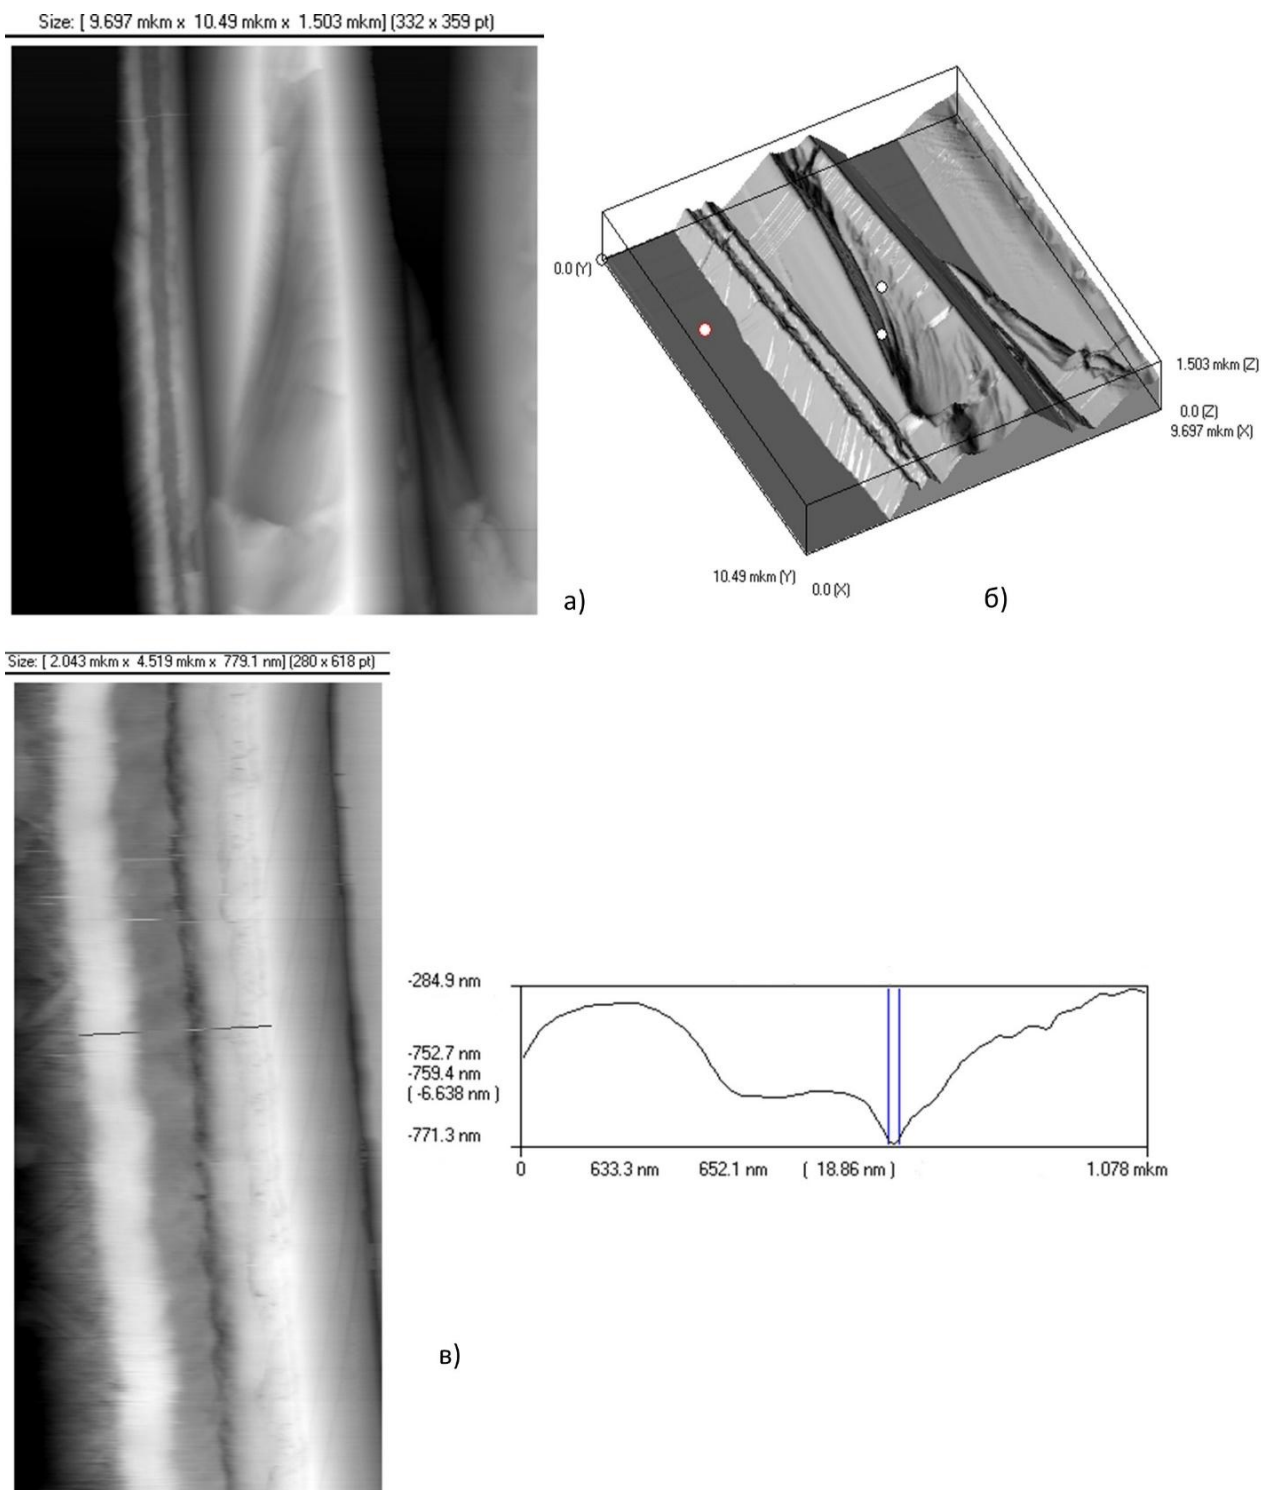 Size: [ 9.697 mkm x 10.49 mkm x 1.503 mkm] (332 x 359 pt)
0.0 (Y)
1.503 mkm (Z)
0.0 (Z)
9.697 mkm (X)
10.49 mkm (Y)
0.0 (X)
а)
б)
Size: [ 2.043 mkm x 4.519 mkm x 779.1 nm] (280 x 618 pt)
-284.9 nm
-752.7 nm
-759.4 nm
( -6.638 nm )
-771.3 nm
0 633.3 nm 652.1 nm ( 18.86 nm ) 1.078 mkm
в)